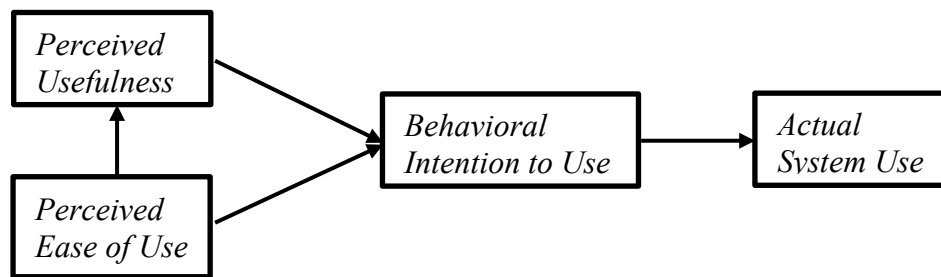 Perceived
Usefulness
Perceived
Ease of Use
Behavioral
Intention to Use
Actual
System Use